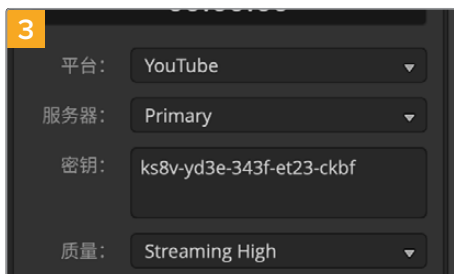 3
平台： YouTube
服务器： Primary
密钥： ks8v-yd3e-343f-et23-ckbf
质量： Streaming High